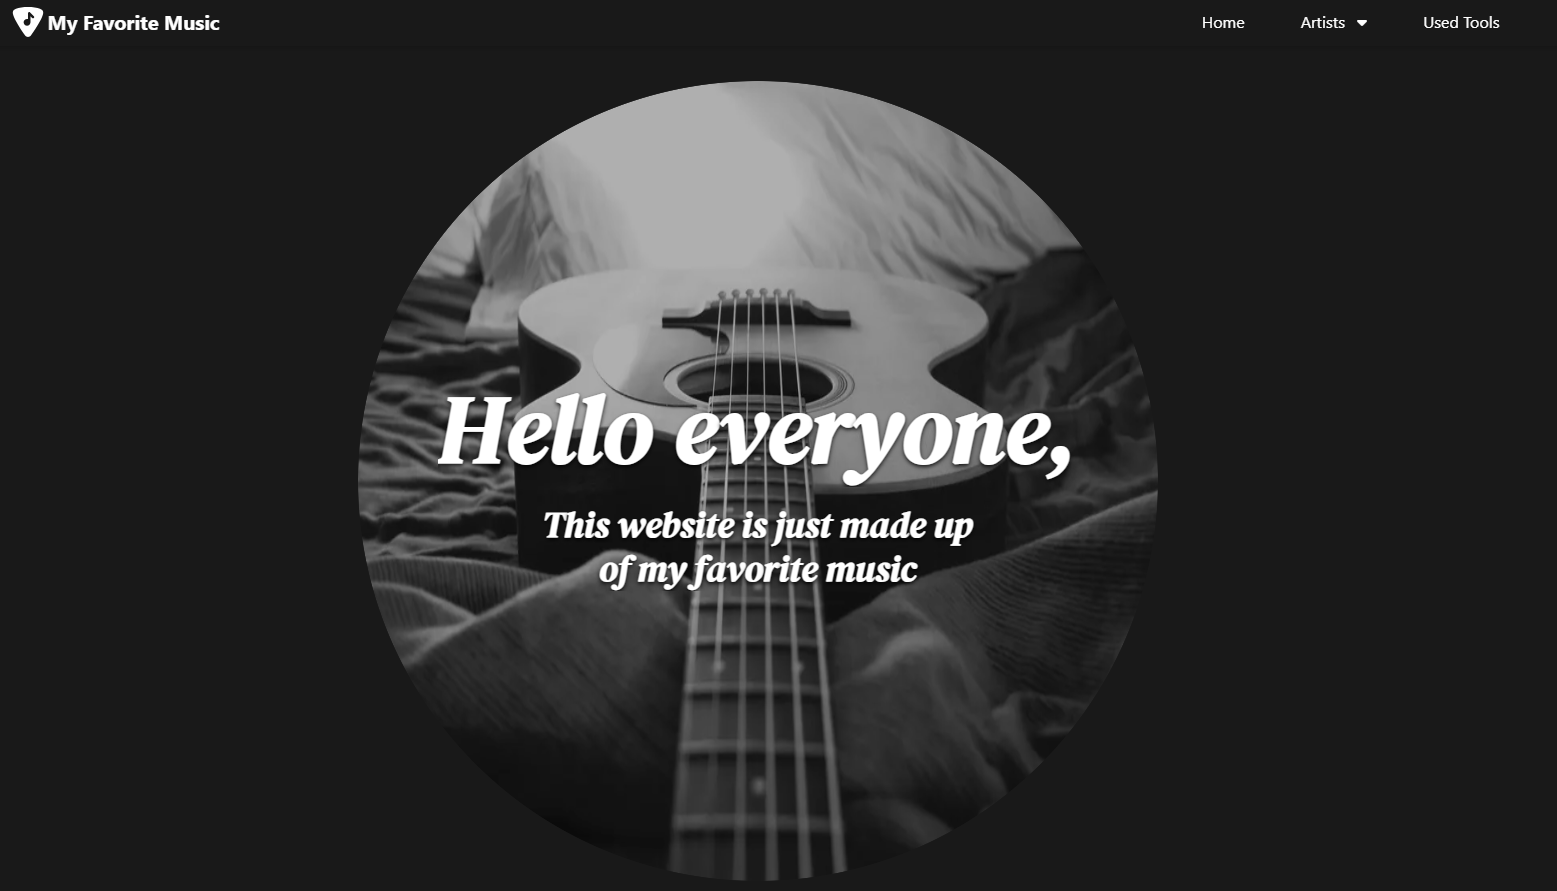 My Favorite Music
Home
Artists
Used Tools
Hello everyone,
This website is just made up
of my favorite music